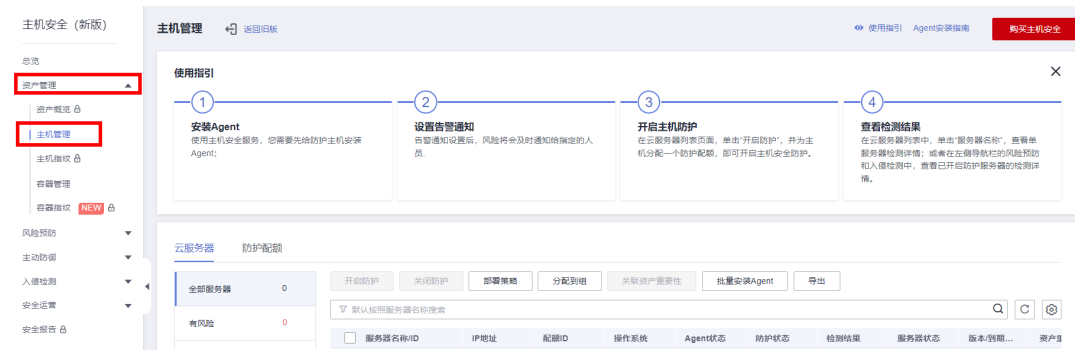 主机安全（新版）
总览
资产管理
资产概览
主机管理
主机指纹
容器管理
容器指纹 NEW
风险预防
主动防御
入侵检测
安全运营
安全报告
主机管理 返回旧版
使用指引 Agent安装指南 购买主机安全
使用指引
1
安装Agent
使用主机安全服务，您需要先给防护主机安装
Agent；
2
设置告警通知
告警通知设置后，风险将会及时通知给指定的人
员.
3
开启主机防护
在云服务器列表页面，单击“开启防护”，并为主
机分配一个防护配额，即可开启主机安全防护。
4
查看检测结果
在云服务器列表中，单击“服务器名称”，查看单
服务器检测详情；或者在左侧导航栏的风险预防
和入侵检测中，查看已开启防护服务器的检测详
情。
云服务器 防护配额
全部服务器 0
有风险 0
开启防护 关闭防护 部署策略 分配到组 关联资产重要性 批量安装Agent 导出
默认按照服务器名称搜索
服务器名称/ID IP地址 配额ID 操作系统 Agent状态 防护状态 检测结果 服务器状态 版本/到期... 资产重